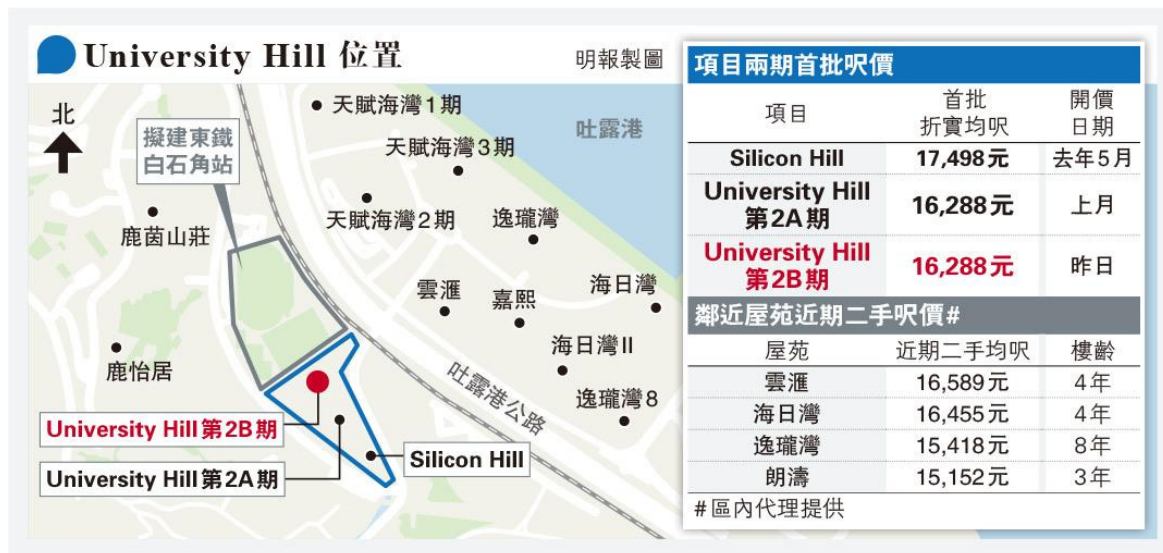 University Hill 位置
明報製圖
北
擬建東鐵
白石角站
天賦海灣1期
天賦海灣3期
吐露港
天賦海灣2期
逸瓏灣
鹿茵山莊
雲滙
嘉熙
海日灣
海日灣II
鹿怡居
逸瓏灣8
吐露港公路
University Hill第2B期
University Hill第2A期
Silicon Hill
項目兩期首批呎價
項目 首批 開價
折實均呎 日期
Silicon Hill 17,498元 去年5月
University Hill
第2A期 16,288元 上月
University Hill
第2B期 16,288元 昨日
鄰近屋苑近期二手呎價#
屋苑 近期二手均呎 樓齡
雲滙 16,589元 4年
海日灣 16,455元 4年
逸瓏灣 15,418元 8年
朗濤 15,152元 3年
#區內代理提供